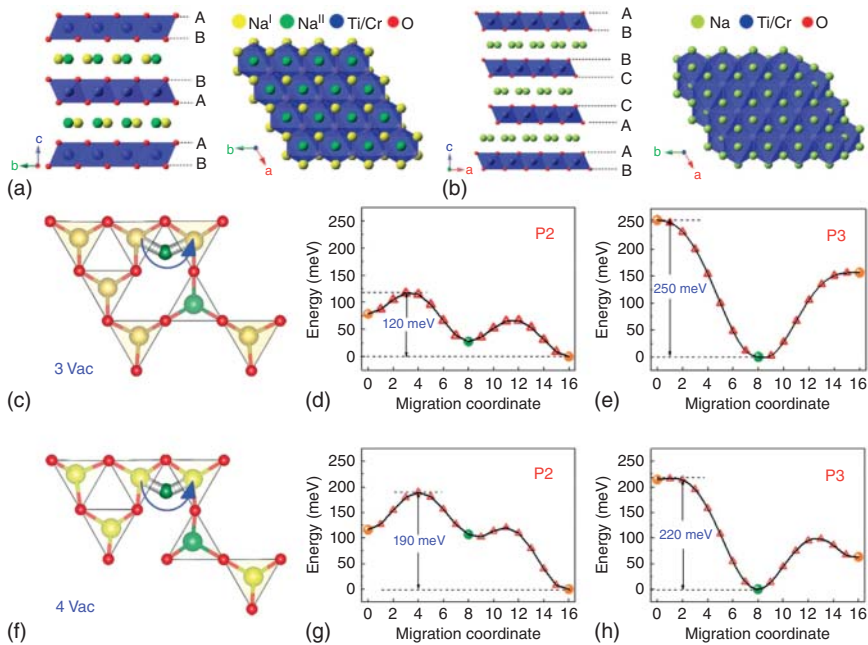 Na^I Na^II Ti/Cr O
A
B
B
A
A
B
c
b
a
(a)
Na Ti/Cr O
A
B
B
C
C
A
A
B
c
a
b
a
(b)
3 Vac
(c)
Energy (meV)
250
200
150
100
50
0
P2
120 meV
0 2 4 6 8 10 12 14 16
Migration coordinate
(d)
Energy (meV)
250
200
150
100
50
0
P3
250 meV
0 2 4 6 8 10 12 14 16
Migration coordinate
(e)
4 Vac
(f)
Energy (meV)
250
200
150
100
50
0
P2
190 meV
0 2 4 6 8 10 12 14 16
Migration coordinate
(g)
Energy (meV)
250
200
150
100
50
0
P3
220 meV
0 2 4 6 8 10 12 14 16
Migration coordinate
(h)